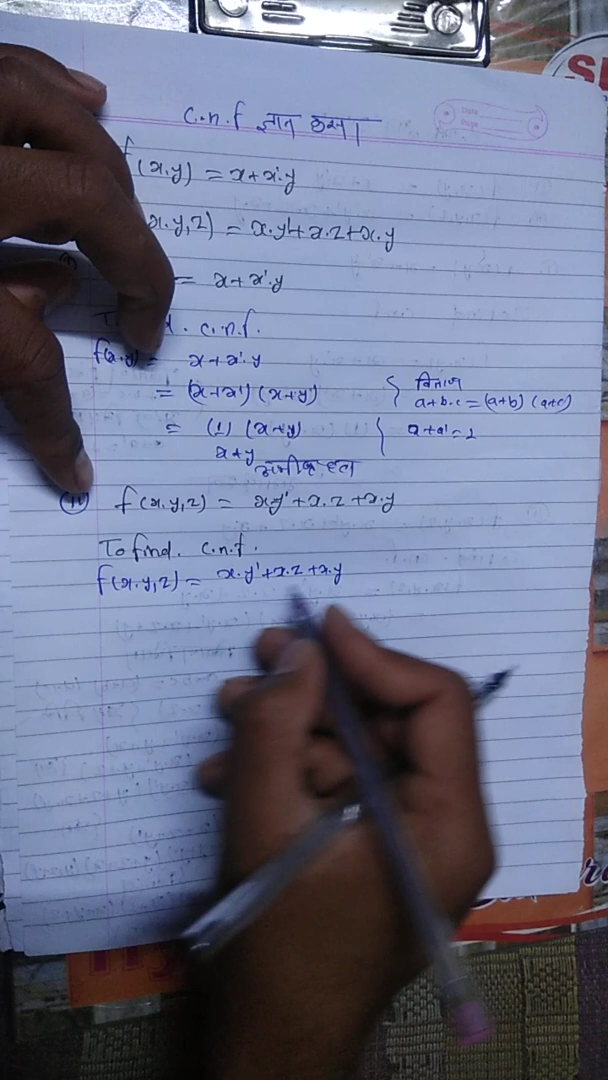 c.n.f ज्ञात करना।
f(x.y) = x+x'.y
x.y,z) = x.y'+x.z+x.y
= x+x'.y
d. c.n.f.
f(x.y) = x+x'.y
= (x+x') (x+y)
वितरण
a+b.c = (a+b) (a+c)
= (1) (x+y)
a+a'=1
x+y
(ii) f(x.y,z) = x.y'+x.z+x.y
To find. c.n.f.
f(x.y,z) = x.y'+x.z+x.y